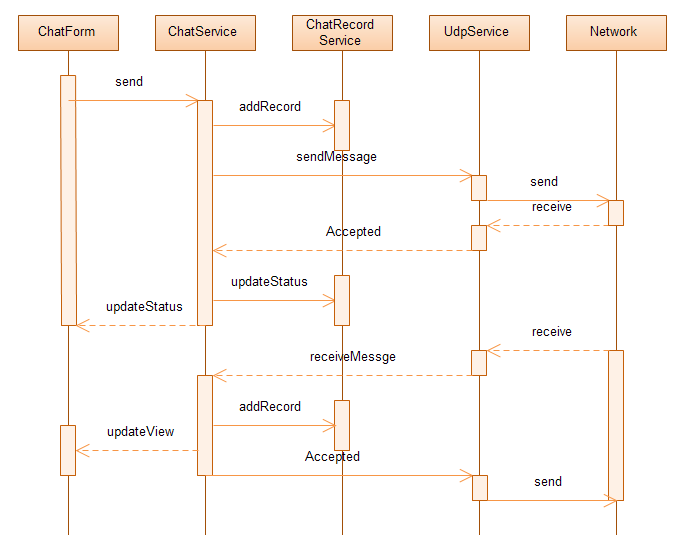 ChatForm
ChatService
ChatRecord
Service
UdpService
Network
send
addRecord
sendMessage
send
receive
Accepted
updateStatus
updateStatus
receive
receiveMessge
addRecord
updateView
Accepted
send